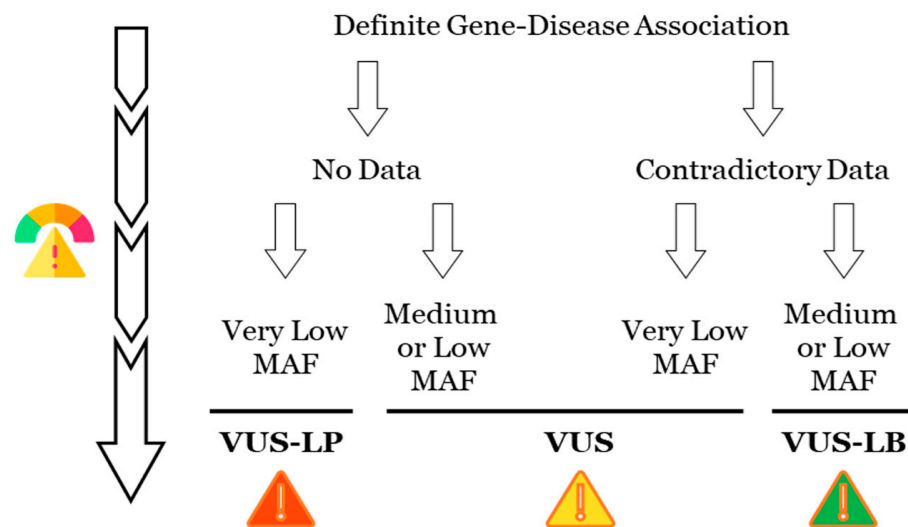 Definite Gene-Disease Association
No Data
Contradictory Data
Very Low
MAF
Medium
or Low
MAF
Very Low
MAF
Medium
or Low
MAF
VUS-LP
VUS
VUS-LB